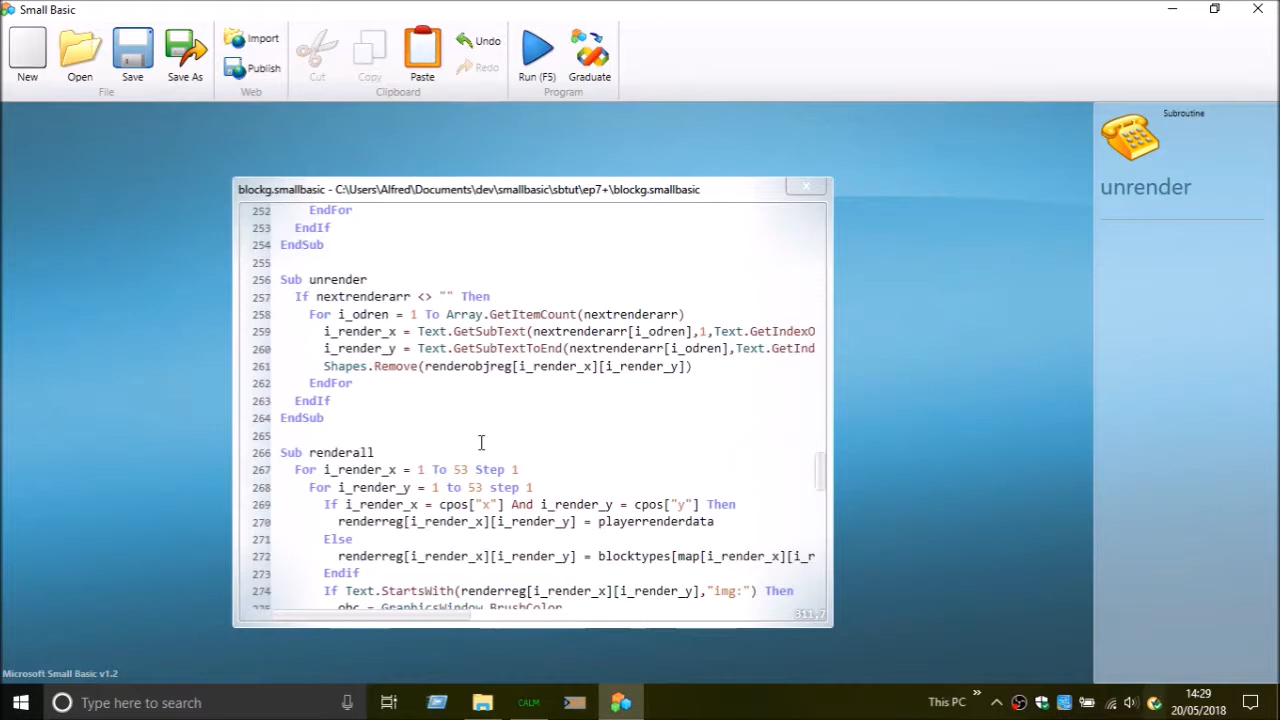 Small Basic
New
Open
Save
Save As
File
Import
Publish
Web
Cut
Copy
Paste
Undo
Redo
Clipboard
Run (F5)
Graduate
Program
Subroutine
unrender
blockg.smallbasic - C:\Users\Alfred\Documents\dev\smallbasic\sbtut\ep7+\blockg.smallbasic
252 EndFor
253 EndIf
254 EndSub
255
256 Sub unrender
257 If nextrenderarr <> "" Then
258 For i_odren = 1 To Array.GetItemCount(nextrenderarr)
259 i_render_x = Text.GetSubText(nextrenderarr[i_odren],1,Text.GetIndexO
260 i_render_y = Text.GetSubTextToEnd(nextrenderarr[i_odren],Text.GetInd
261 Shapes.Remove(renderobjreg[i_render_x][i_render_y])
262 EndFor
263 EndIf
264 EndSub
265
266 Sub renderall
267 For i_render_x = 1 To 53 Step 1
268 For i_render_y = 1 to 53 step 1
269 If i_render_x = cpos["x"] And i_render_y = cpos["y"] Then
270 renderreg[i_render_x][i_render_y] = playerrenderdata
271 Else
272 renderreg[i_render_x][i_render_y] = blocktypes[map[i_render_x][i_r
273 Endif
274 If Text.StartsWith(renderreg[i_render_x][i_render_y],"img:") Then
275 obc = GraphicsWindow.BrushColor
311,7
Microsoft Small Basic v1.2
Type here to search
CALM
This PC
14:29
20/05/2018